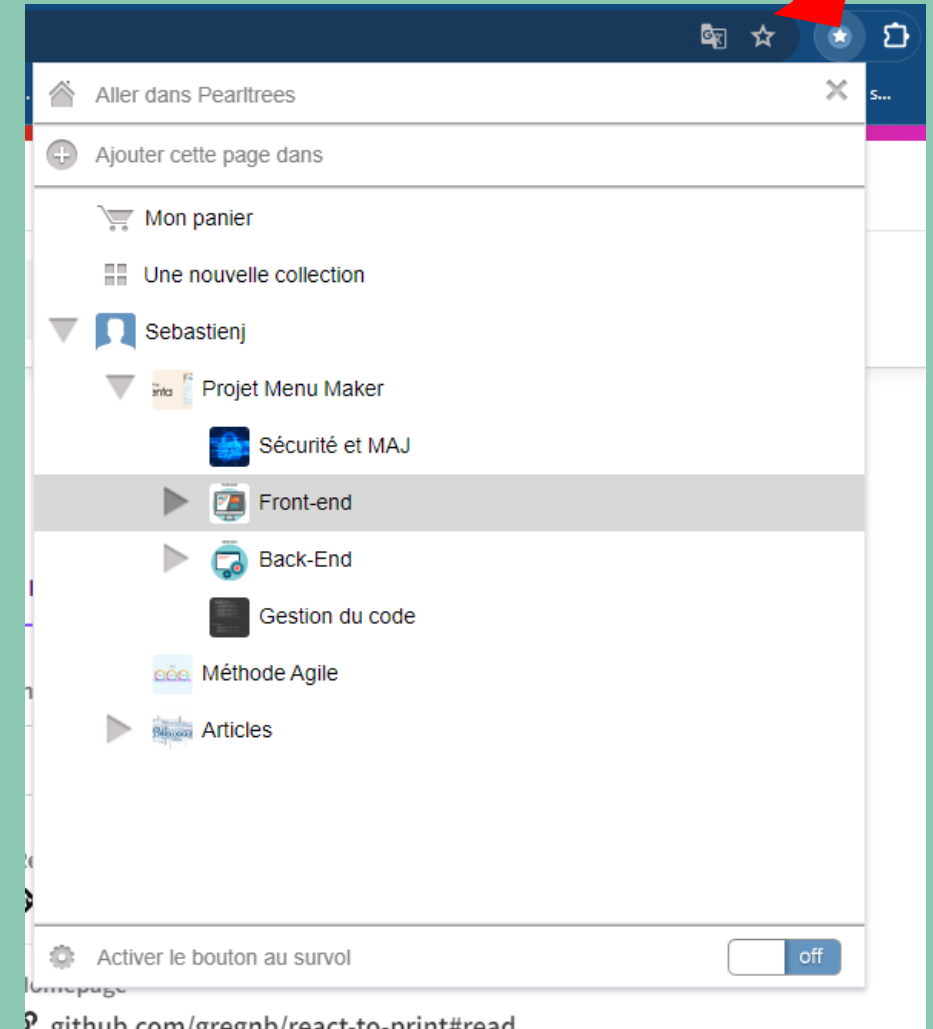 Aller dans Pearltrees
s...
Ajouter cette page dans
Mon panier
Une nouvelle collection
Sebastienj
Projet Menu Maker
Sécurité et MAJ
Front-end
Back-End
Gestion du code
Méthode Agile
Articles
Activer le bouton au survol
off
Homepage
github.com/gregnb/react-to-print#read